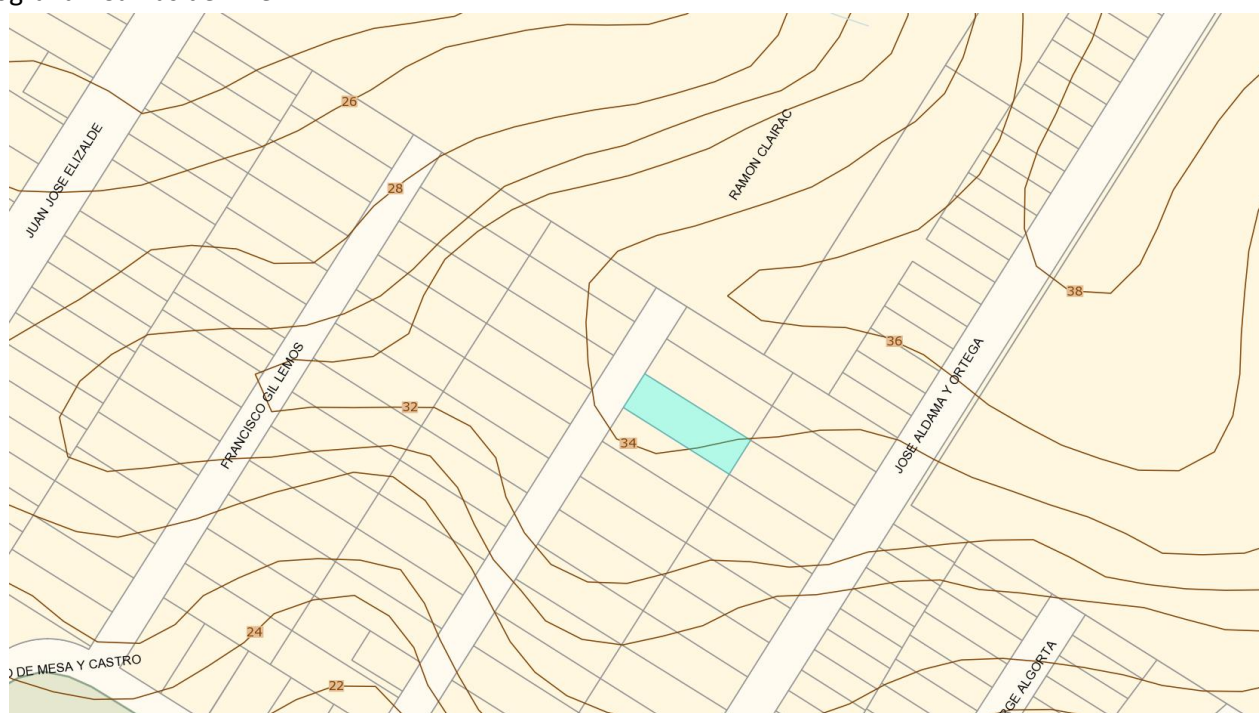 26
JUAN JOSE ELIZALDE
RAMON CLAIRAC
28
38
36
FRANCISCO GIL LEMOS
32
JOSE ALDAMA Y ORTEGA
34
24
DE MESA Y CASTRO
22
RGE ALGORTA